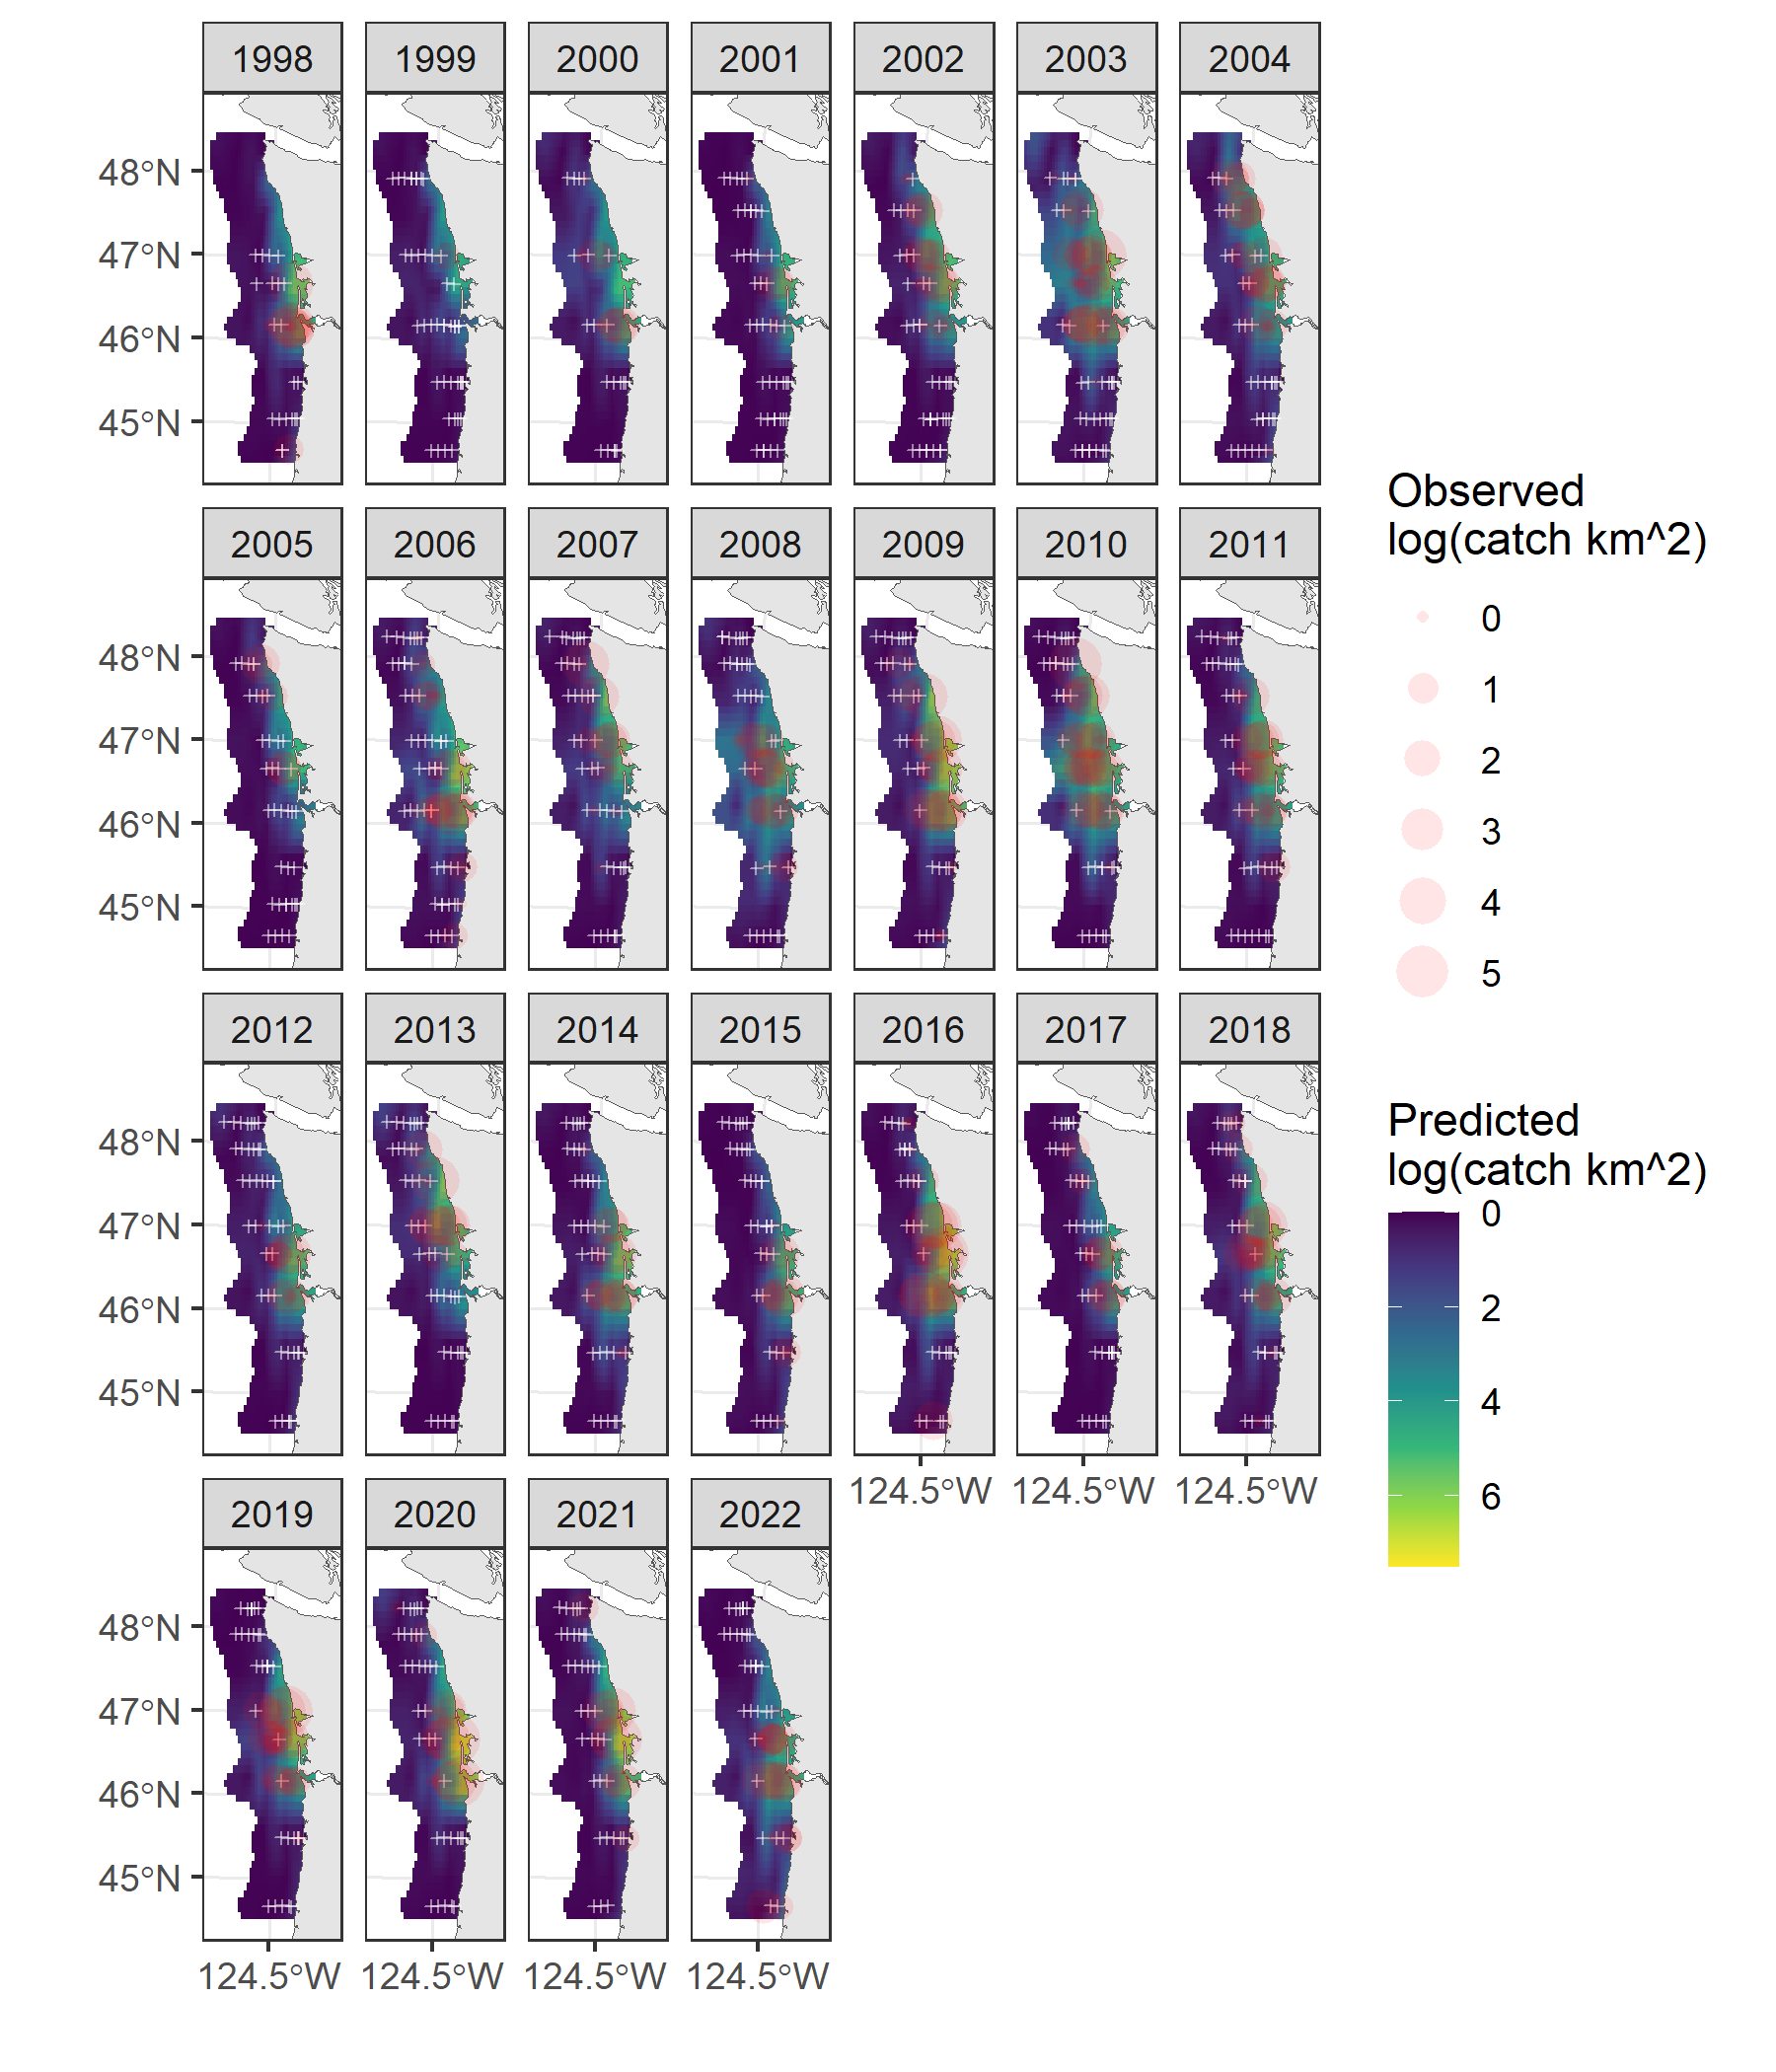 1998 1999 2000 2001 2002 2003 2004
48°N
47°N
46°N
45°N
2005 2006 2007 2008 2009 2010 2011
48°N
47°N
46°N
45°N
2012 2013 2014 2015 2016 2017 2018
48°N
47°N
46°N
45°N
124.5°W 124.5°W 124.5°W
2019 2020 2021 2022
48°N
47°N
46°N
45°N
124.5°W 124.5°W 124.5°W 124.5°W
Observed
log(catch km^2)
0
1
2
3
4
5
Predicted
log(catch km^2)
0
2
4
6